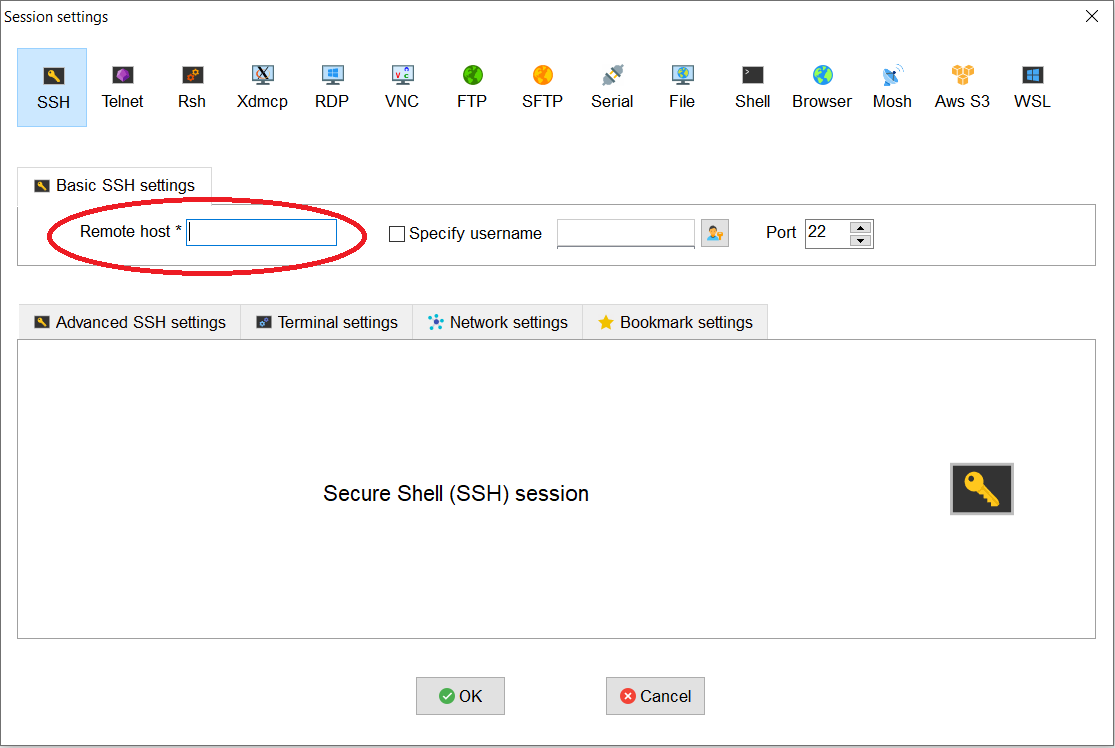 Session settings
SSH Telnet Rsh Xdmcp RDP VNC FTP SFTP Serial File Shell Browser Mosh Aws S3 WSL
Basic SSH settings
Remote host * Specify username Port 22
Advanced SSH settings Terminal settings Network settings Bookmark settings
Secure Shell (SSH) session
OK Cancel